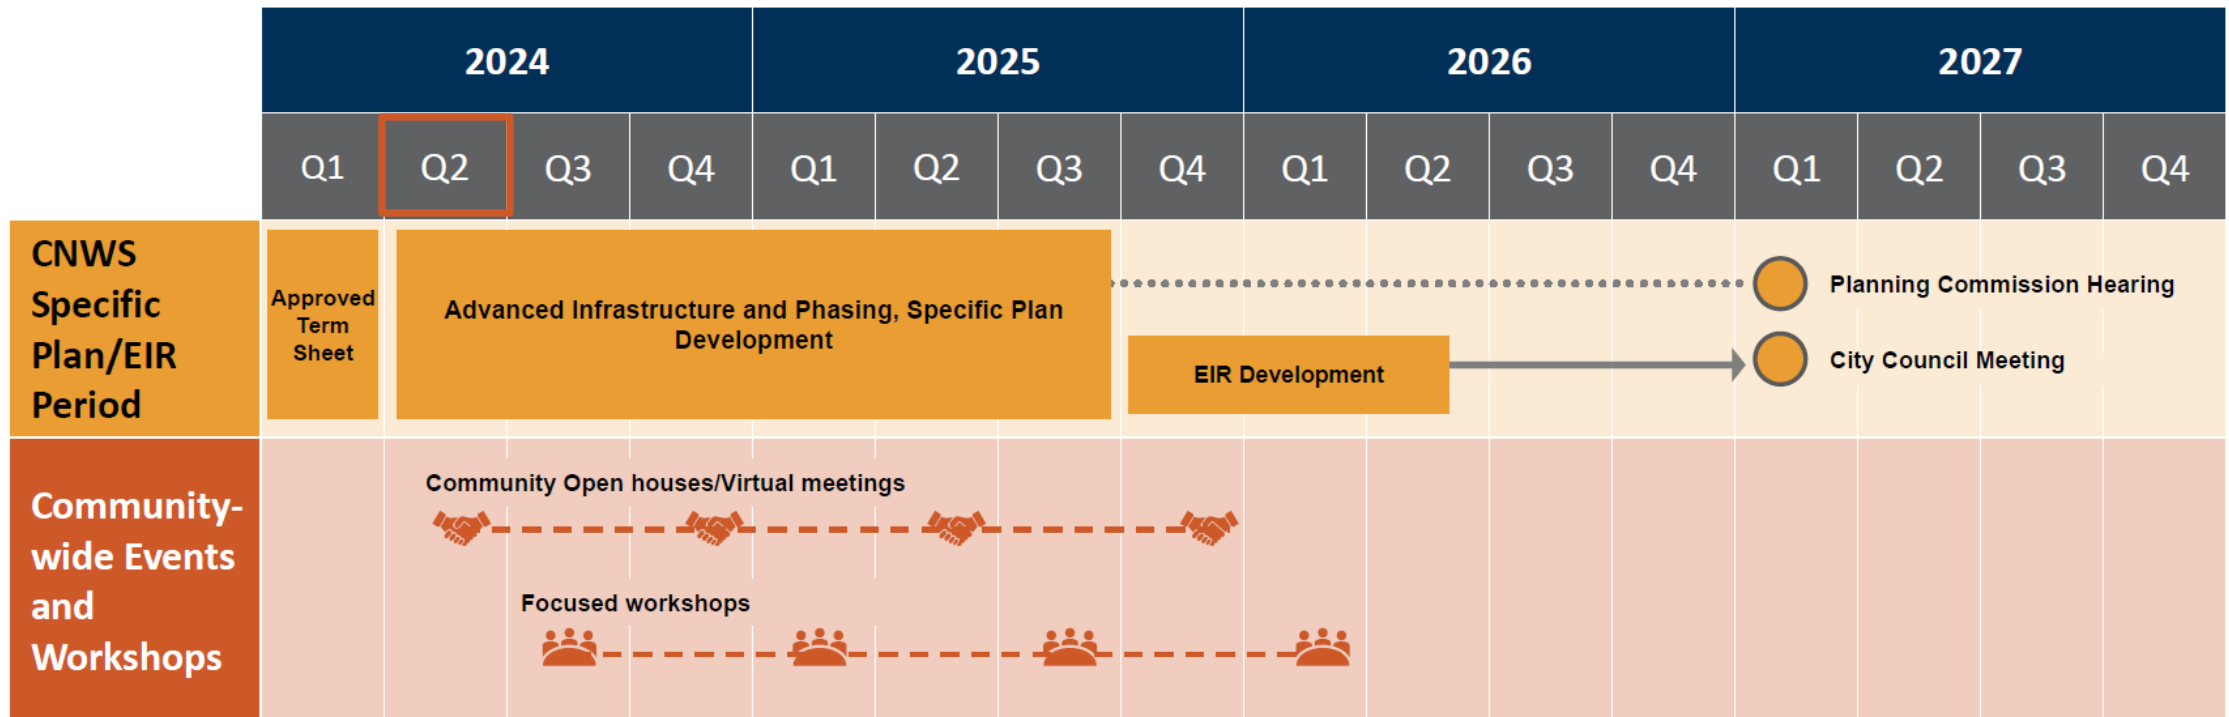 2024 2025 2026 2027
Q1 Q2 Q3 Q4 Q1 Q2 Q3 Q4 Q1 Q2 Q3 Q4 Q1 Q2 Q3 Q4
CNWS
Specific
Plan/EIR
Period
Approved
Term
Sheet
Advanced Infrastructure and Phasing, Specific Plan
Development
EIR Development
Planning Commission Hearing
City Council Meeting
Community-
wide Events
and
Workshops
Community Open houses/Virtual meetings
Focused workshops